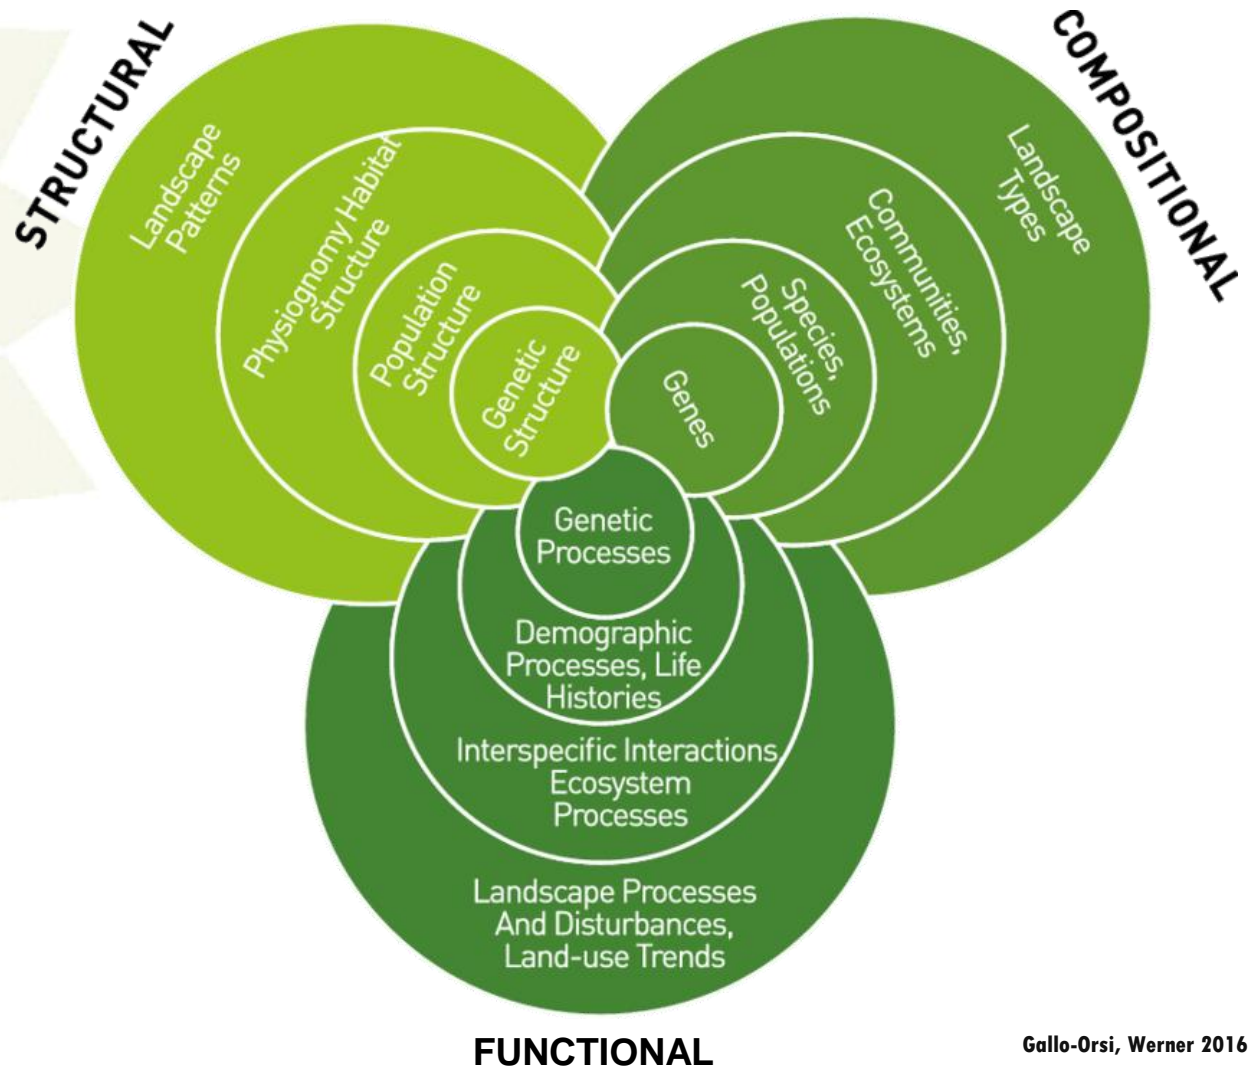 STRUCTURAL
Landscape
Patterns
Physiognomy Habitat
Structure
Population
Structure
Genetic
Structure
COMPOSITIONAL
Landscape
Types
Communities,
Ecosystems
Species,
Populations
Genes
Genetic
Processes
Demographic
Processes, Life
Histories
Interspecific Interactions,
Ecosystem
Processes
Landscape Processes
And Disturbances,
Land-use Trends
FUNCTIONAL
Gallo-Orsi, Werner 2016